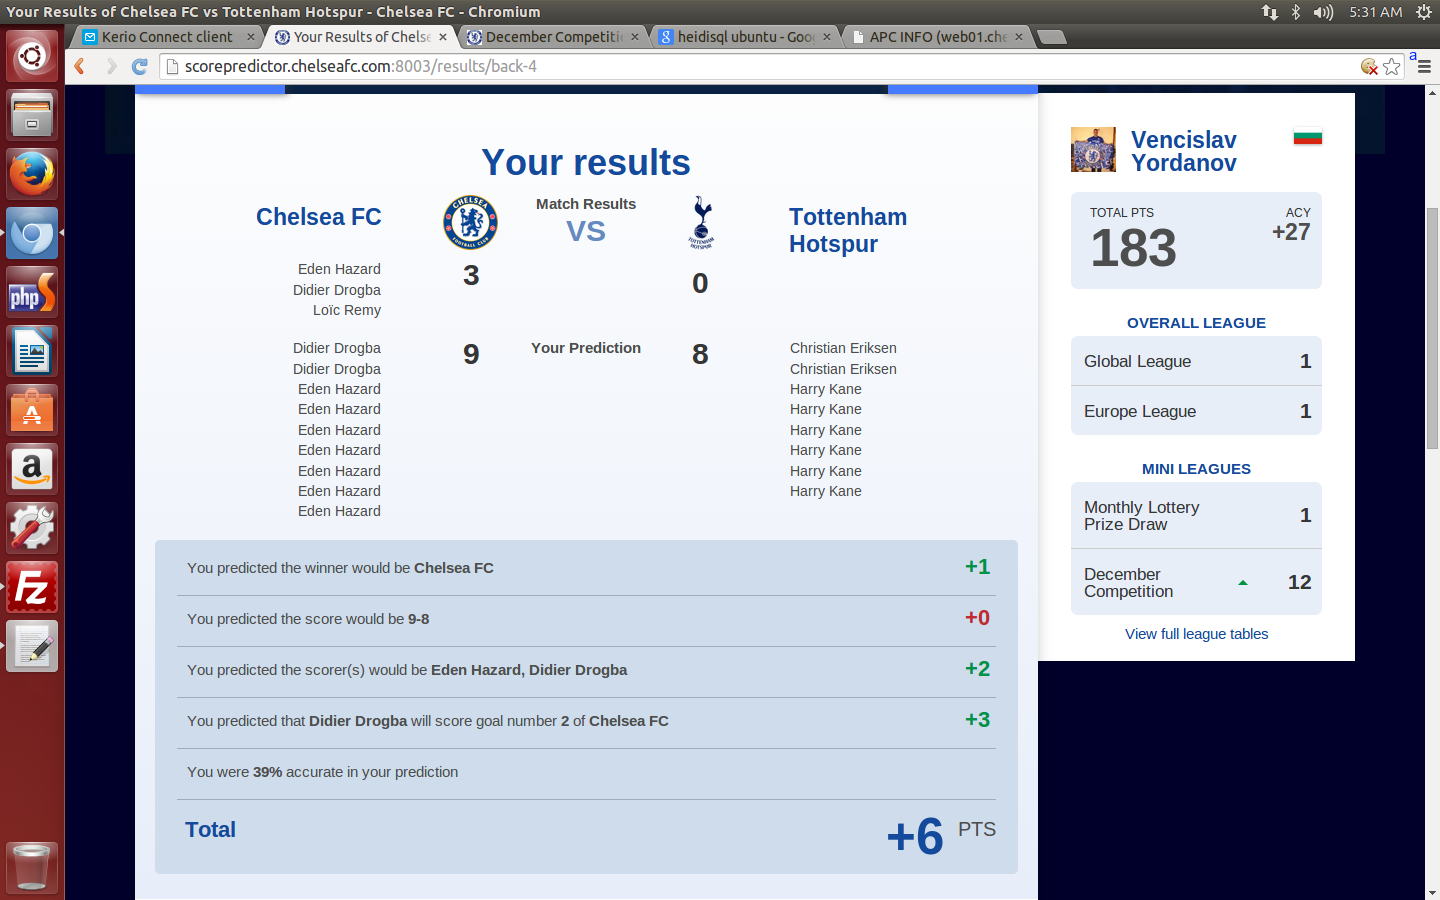 Your Results of Chelsea FC vs Tottenham Hotspur - Chelsea FC - Chromium
5:31 AM
Kerio Connect client
Your Results of Chelse
December Competiti
heidisql ubuntu - Goo
APC INFO (web01.che
scorepredictor.chelseafc.com:8003/results/back-4
a
Your results
Chelsea FC
CHELSEA
FOOTBALL CLUB
Match Results
VS
TOTTENHAM
HOTSPUR
Tottenham
Hotspur
Eden Hazard
Didier Drogba
Loïc Remy
3
0
Didier Drogba
Didier Drogba
Eden Hazard
Eden Hazard
Eden Hazard
Eden Hazard
Eden Hazard
Eden Hazard
Eden Hazard
9
Your Prediction
8
Christian Eriksen
Christian Eriksen
Harry Kane
Harry Kane
Harry Kane
Harry Kane
Harry Kane
Harry Kane
You predicted the winner would be Chelsea FC +1
You predicted the score would be 9-8 +0
You predicted the scorer(s) would be Eden Hazard, Didier Drogba +2
You predicted that Didier Drogba will score goal number 2 of Chelsea FC +3
You were 39% accurate in your prediction
Total +6 PTS
Vencislav
Yordanov
TOTAL PTS
183
ACY
+27
OVERALL LEAGUE
Global League 1
Europe League 1
MINI LEAGUES
Monthly Lottery
Prize Draw 1
December
Competition 12
View full league tables
php
A
a
Fz